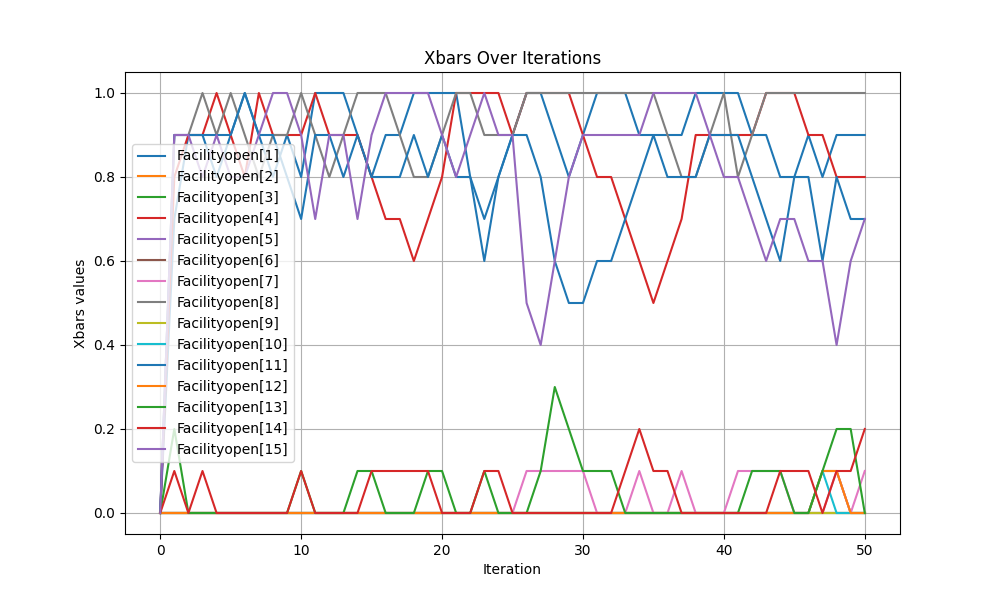 Xbars Over Iterations
Xbars values
1.0
0.8
0.6
0.4
0.2
0.0
Facilityopen[1]
Facilityopen[2]
Facilityopen[3]
Facilityopen[4]
Facilityopen[5]
Facilityopen[6]
Facilityopen[7]
Facilityopen[8]
Facilityopen[9]
Facilityopen[10]
Facilityopen[11]
Facilityopen[12]
Facilityopen[13]
Facilityopen[14]
Facilityopen[15]
0 10 20 30 40 50
Iteration